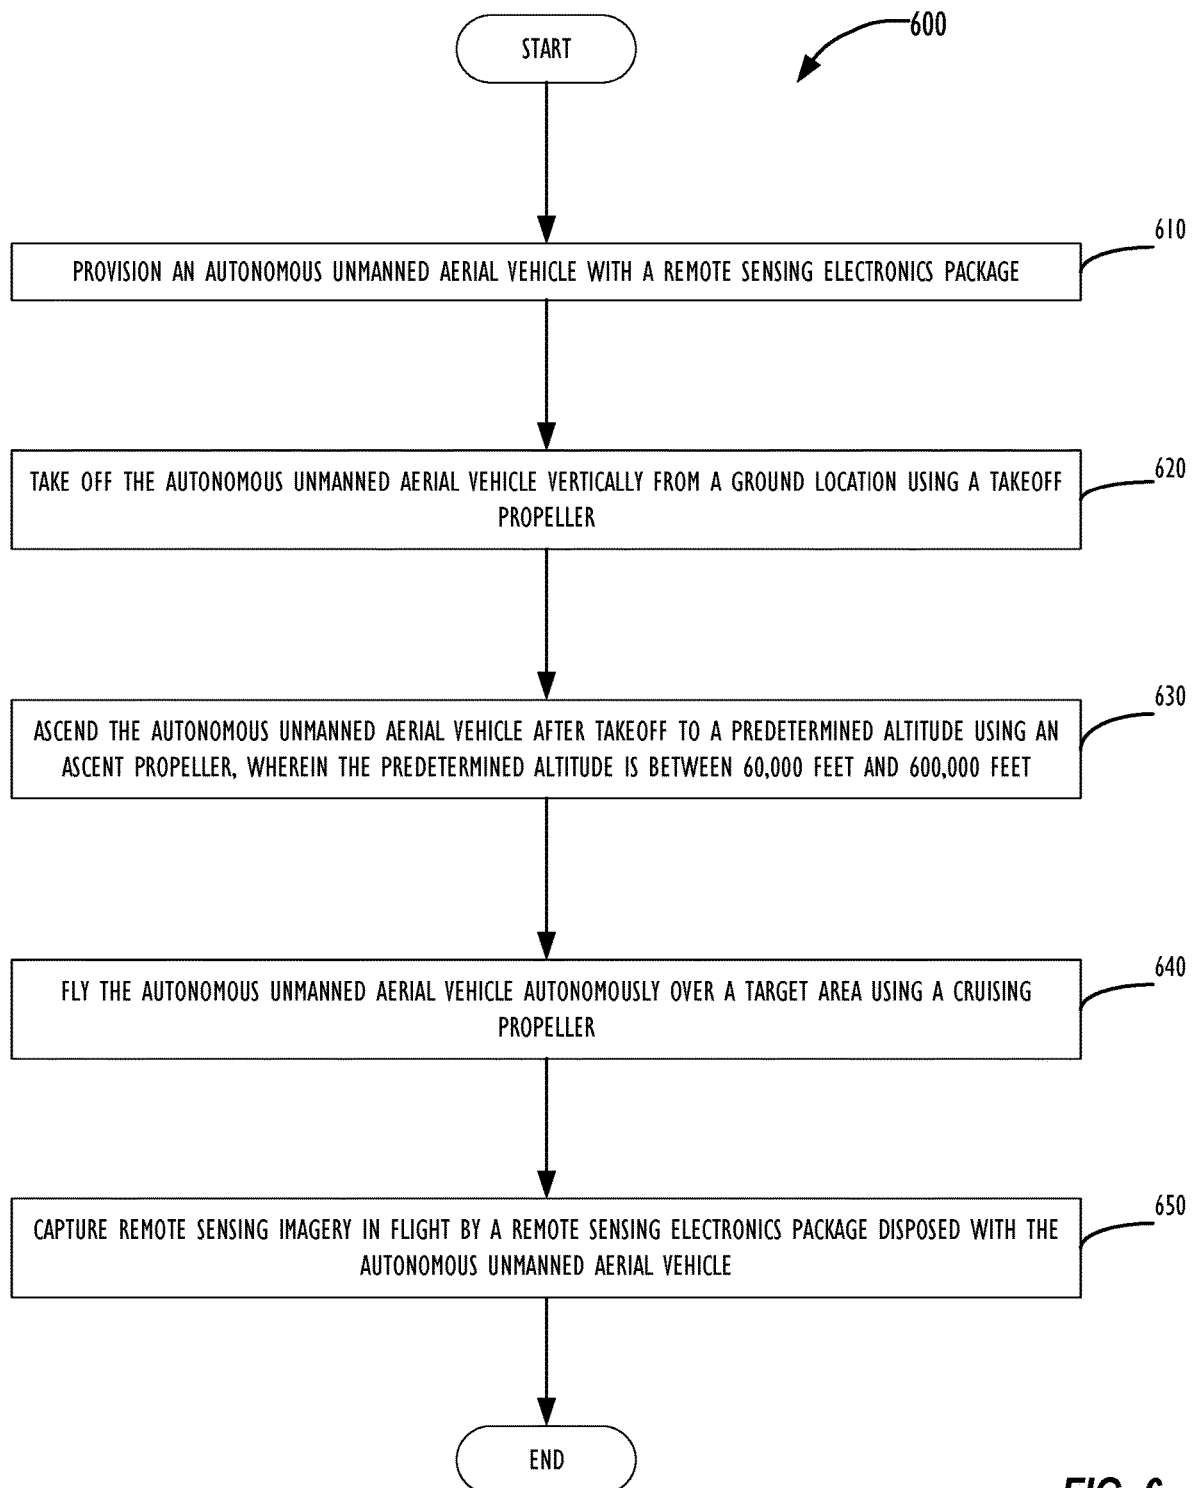 START
600
610
PROVISION AN AUTONOMOUS UNMANNED AERIAL VEHICLE WITH A REMOTE SENSING ELECTRONICS PACKAGE
620
TAKE OFF THE AUTONOMOUS UNMANNED AERIAL VEHICLE VERTICALLY FROM A GROUND LOCATION USING A TAKEOFF
PROPELLER
630
ASCEND THE AUTONOMOUS UNMANNED AERIAL VEHICLE AFTER TAKEOFF TO A PREDETERMINED ALTITUDE USING AN
ASCENT PROPELLER, WHEREIN THE PREDETERMINED ALTITUDE IS BETWEEN 60,000 FEET AND 600,000 FEET
640
FLY THE AUTONOMOUS UNMANNED AERIAL VEHICLE AUTONOMOUSLY OVER A TARGET AREA USING A CRUISING
PROPELLER
650
CAPTURE REMOTE SENSING IMAGERY IN FLIGHT BY A REMOTE SENSING ELECTRONICS PACKAGE DISPOSED WITH THE
AUTONOMOUS UNMANNED AERIAL VEHICLE
END
FIG. 6